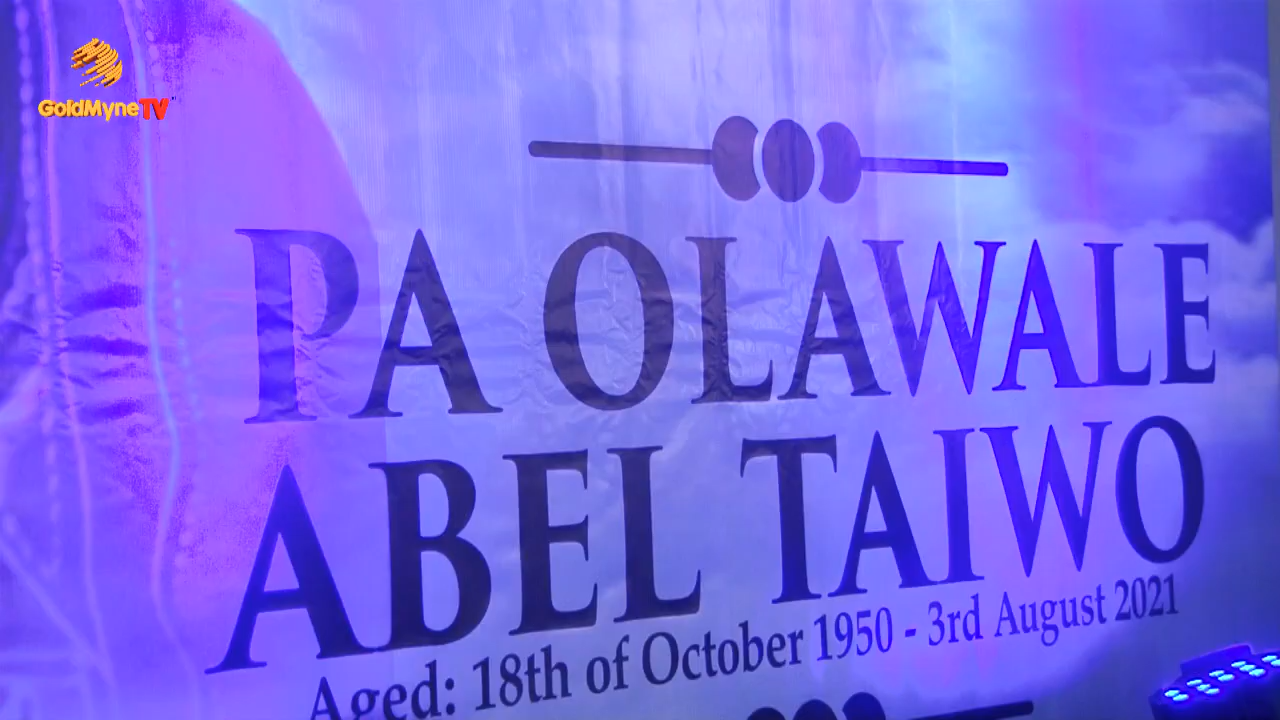 GoldMyneTV
PA OLAWALE
ABEL TAIWO
Aged: 18th of October 1950 - 3rd August 2021